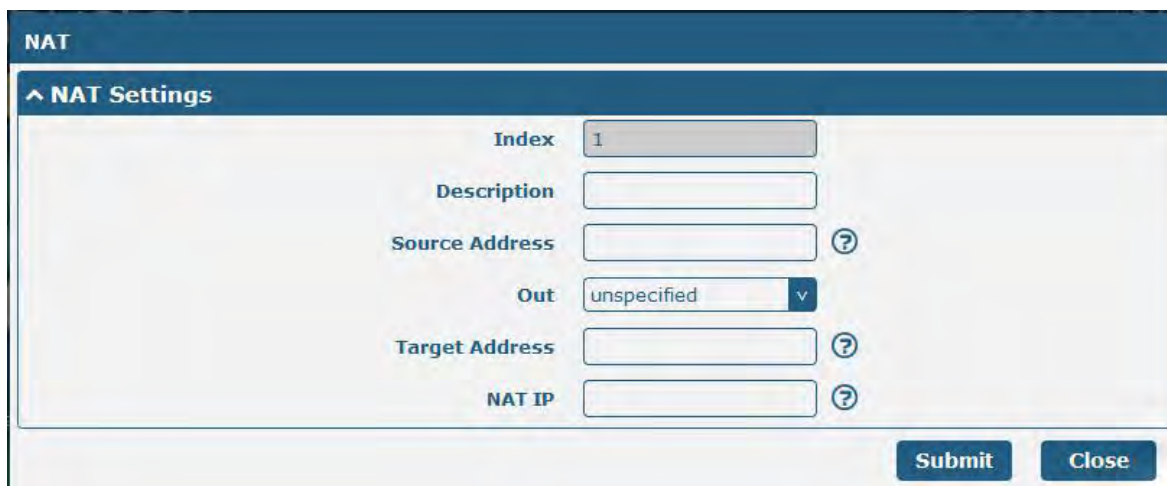 NAT
^ NAT Settings
Index 1
Description
Source Address ?
Out unspecified v
Target Address ?
NAT IP ?
Submit Close